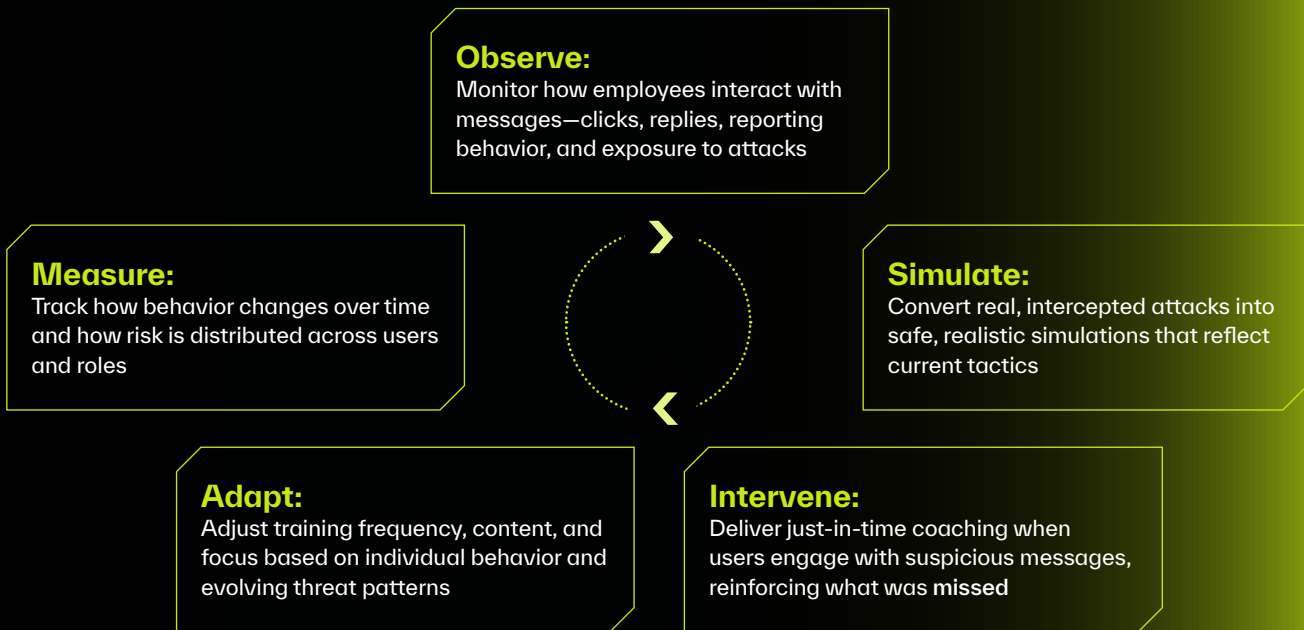 Observe:
Monitor how employees interact with
messages—clicks, replies, reporting
behavior, and exposure to attacks
Measure:
Track how behavior changes over time
and how risk is distributed across users
and roles
Simulate:
Convert real, intercepted attacks into
safe, realistic simulations that reflect
current tactics
Adapt:
Adjust training frequency, content, and
focus based on individual behavior and
evolving threat patterns
Intervene:
Deliver just-in-time coaching when
users engage with suspicious messages,
reinforcing what was missed